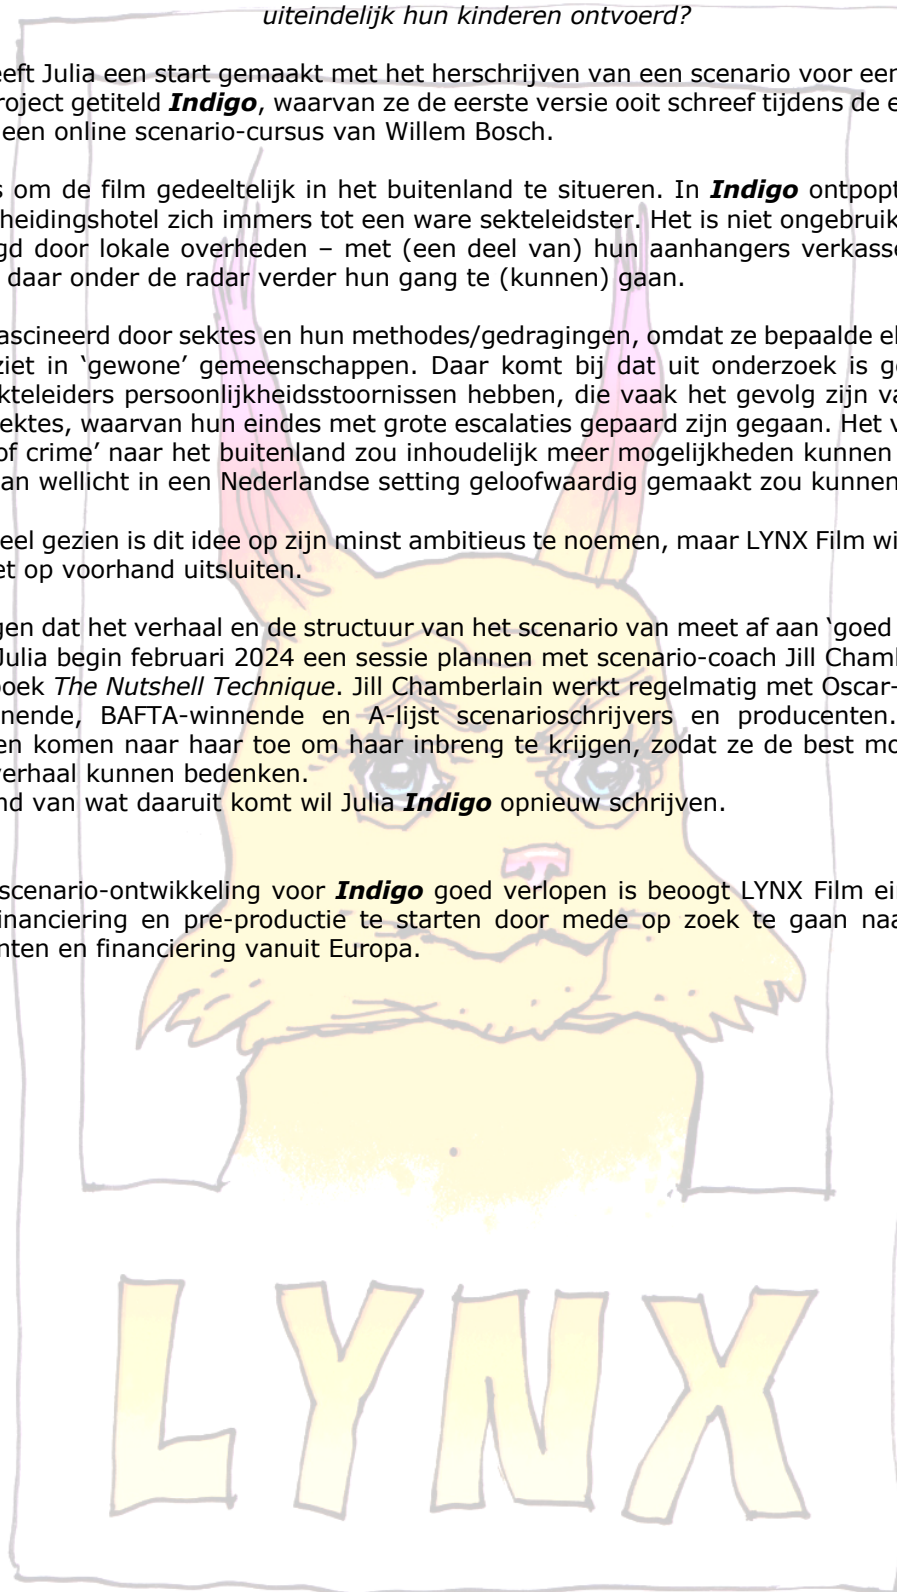 uiteindelijk hun kinderen ontvoerd?
eeft Julia een start gemaakt met het herschrijven van een scenario voor een
roject getiteld Indigo, waarvan ze de eerste versie ooit schreef tijdens de e
een online scenario-cursus van Willem Bosch.
s om de film gedeeltelijk in het buitenland te situeren. In Indigo ontpopt
heidingshotel zich immers tot een ware sekteleidster. Het is niet ongebruik
gd door lokale overheden – met (een deel van) hun aanhangers verkasse
daar onder de radar verder hun gang te (kunnen) gaan.
ascineerd door sektes en hun methodes/gedragingen, omdat ze bepaalde el
ziet in ‘gewone’ gemeenschappen. Daar komt bij dat uit onderzoek is ge
kteleiders persoonlijkheidsstoornissen hebben, die vaak het gevolg zijn va
ektes, waarvan hun eindes met grote escalaties gepaard zijn gegaan. Het v
of crime’ naar het buitenland zou inhoudelijk meer mogelijkheden kunnen
an wellicht in een Nederlandse setting geloofwaardig gemaakt zou kunnen
eel gezien is dit idee op zijn minst ambitieus te noemen, maar LYNX Film wi
et op voorhand uitsluiten.
gen dat het verhaal en de structuur van het scenario van meet af aan ‘goed
Julia begin februari 2024 een sessie plannen met scenario-coach Jill Cham
boek The Nutshell Technique. Jill Chamberlain werkt regelmatig met Oscar-
nende, BAFTA-winnende en A-lijst scenarioschrijvers en producenten.
en komen naar haar toe om haar inbreng te krijgen, zodat ze de best mo
verhaal kunnen bedenken.
nd van wat daaruit komt wil Julia Indigo opnieuw schrijven.
scenario-ontwikkeling voor Indigo goed verlopen is beoogt LYNX Film ei
inanciering en pre-productie te starten door mede op zoek te gaan naa
nten en financiering vanuit Europa.
LYNX